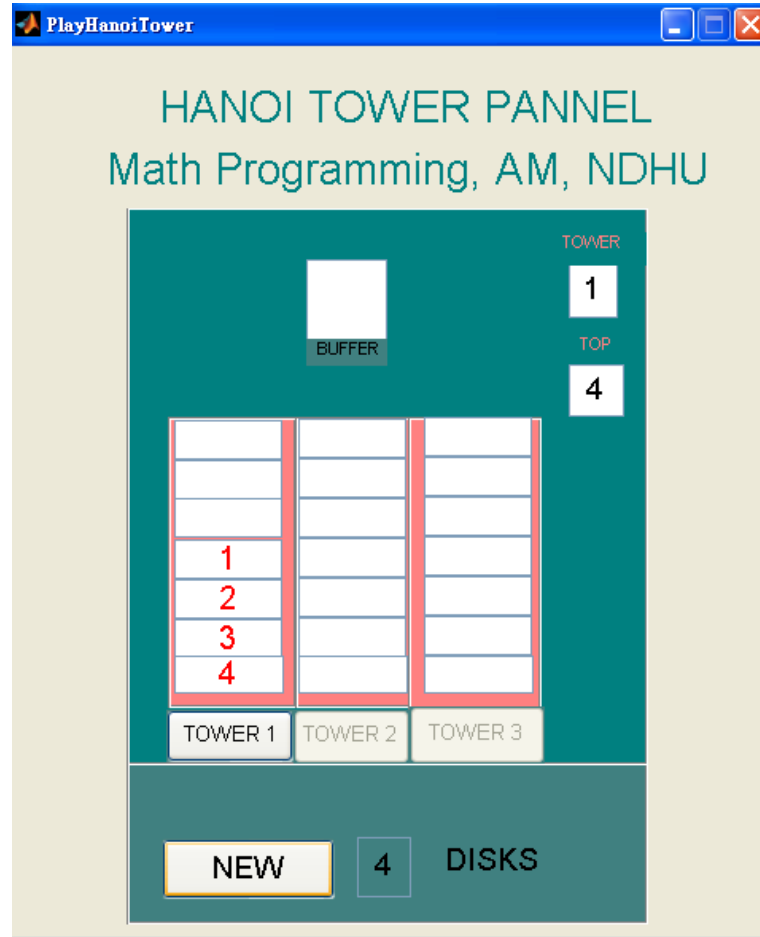 PlayHanoiTower
HANOI TOWER PANNEL
Math Programming, AM, NDHU
TOWER
1
BUFFER
TOP
4
1
2
3
4
TOWER 1 TOWER 2 TOWER 3
NEW 4 DISKS